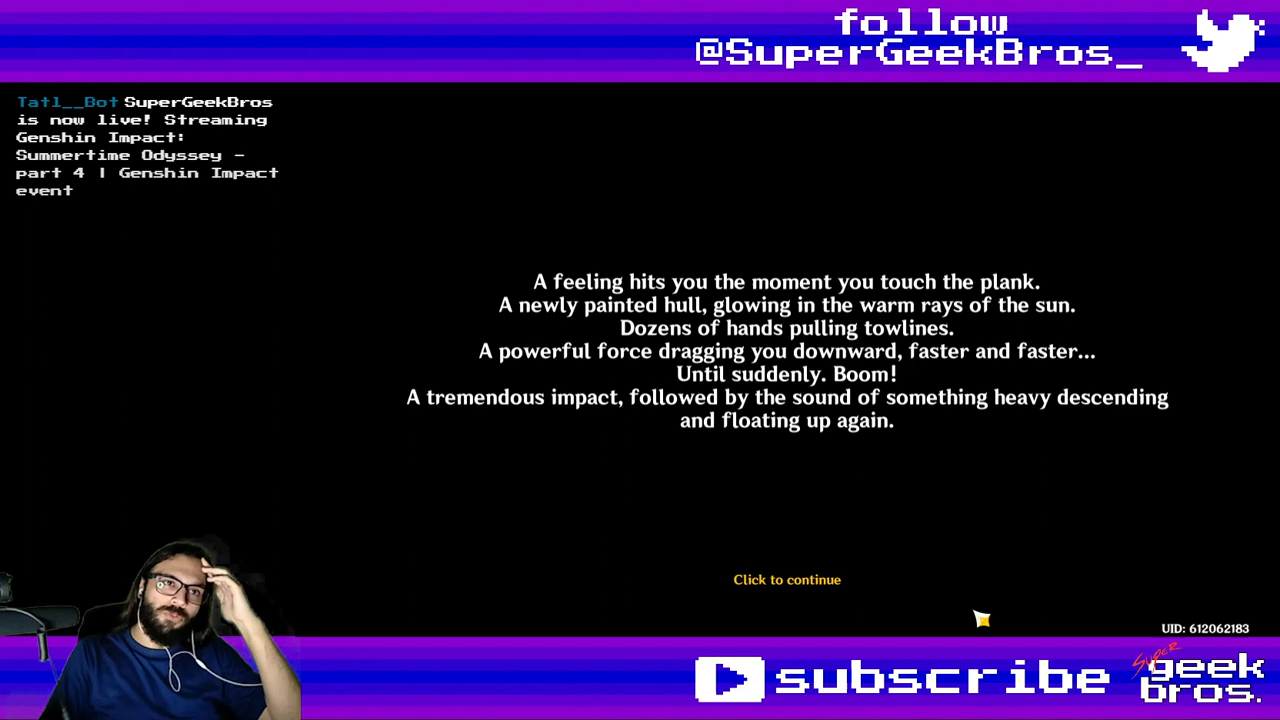 follow
@SuperGeekBros_
Tatl__Bot SuperGeekBros
is now live! Streaming
Genshin Impact:
Summertime Odyssey -
part 4 | Genshin Impact
event
A feeling hits you the moment you touch the plank.
A newly painted hull, glowing in the warm rays of the sun.
Dozens of hands pulling towlines.
A powerful force dragging you downward, faster and faster...
Until suddenly. Boom!
A tremendous impact, followed by the sound of something heavy descending
and floating up again.
Click to continue
UID: 612062183
subscribe
SUPER
geek
bros.